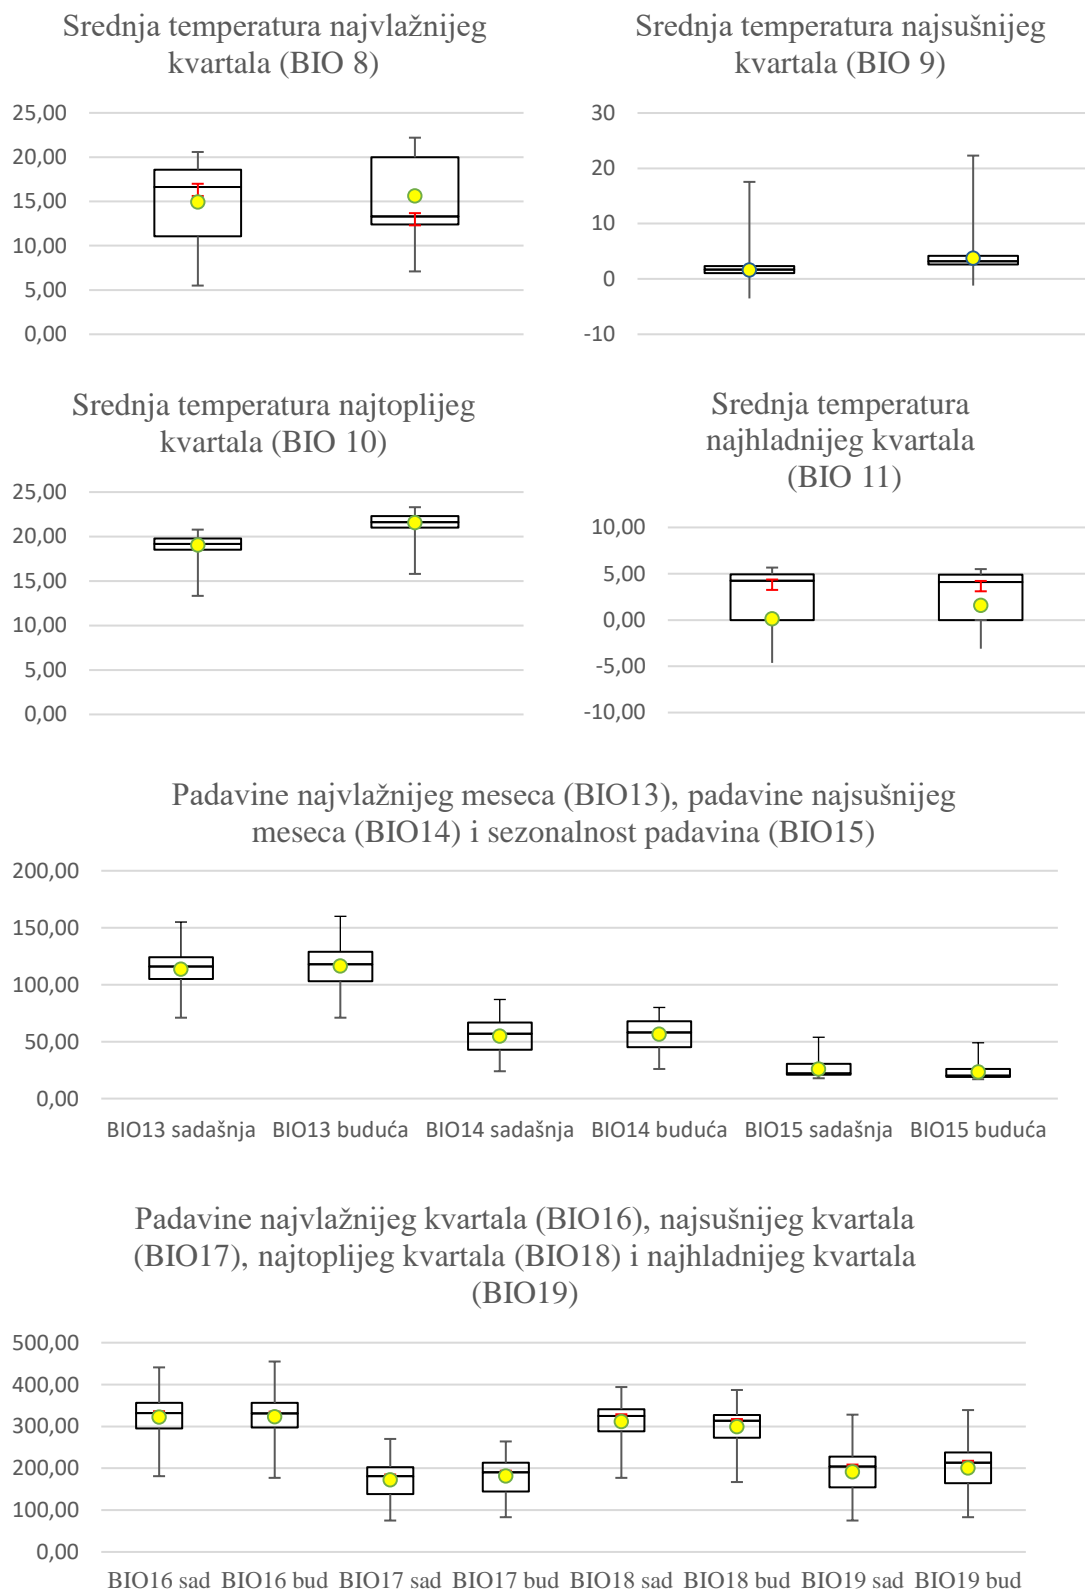 Srednja temperatura najvlažnijeg
kvartala (BIO 8)
25,00
20,00
15,00
10,00
5,00
0,00
Srednja temperatura najsušnijeg
kvartala (BIO 9)
30
20
10
0
-10
Srednja temperatura najtoplijeg
kvartala (BIO 10)
25,00
20,00
15,00
10,00
5,00
0,00
Srednja temperatura
najhladnijeg kvartala
(BIO 11)
10,00
5,00
0,00
-5,00
-10,00
Padavine najvlažnijeg meseca (BIO13), padavine najsušnijeg
meseca (BIO14) i sezonalnost padavina (BIO15)
200,00
150,00
100,00
50,00
0,00
BIO13 sadašnja BIO13 buduća BIO14 sadašnja BIO14 buduća BIO15 sadašnja BIO15 buduća
Padavine najvlažnijeg kvartala (BIO16), najsušnijeg kvartala
(BIO17), najtoplijeg kvartala (BIO18) i najhladnijeg kvartala
(BIO19)
500,00
400,00
300,00
200,00
100,00
0,00
BIO16 sad BIO16 bud BIO17 sad BIO17 bud BIO18 sad BIO18 bud BIO19 sad BIO19 bud